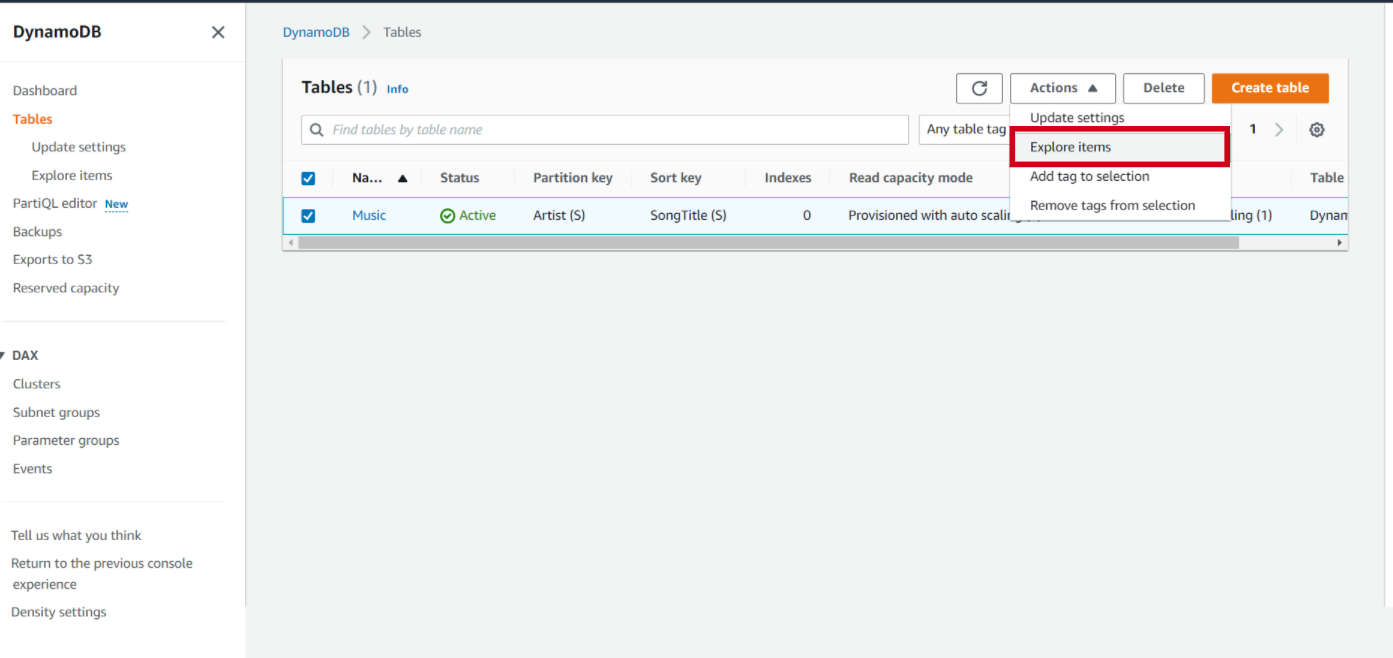 DynamoDB
Dashboard
Tables
Update settings
Explore items
PartiQL editor New
Backups
Exports to S3
Reserved capacity
DAX
Clusters
Subnet groups
Parameter groups
Events
Tell us what you think
Return to the previous console
experience
Density settings
DynamoDB > Tables
Tables (1) Info
Actions Delete Create table
Find tables by table name
Any table tag
1
Update settings
Explore items
Add tag to selection
Remove tags from selection
Na... Status Partition key Sort key Indexes Read capacity mode Table
Music Active Artist (S) SongTitle (S) 0 Provisioned with auto scaling ling (1) Dynam